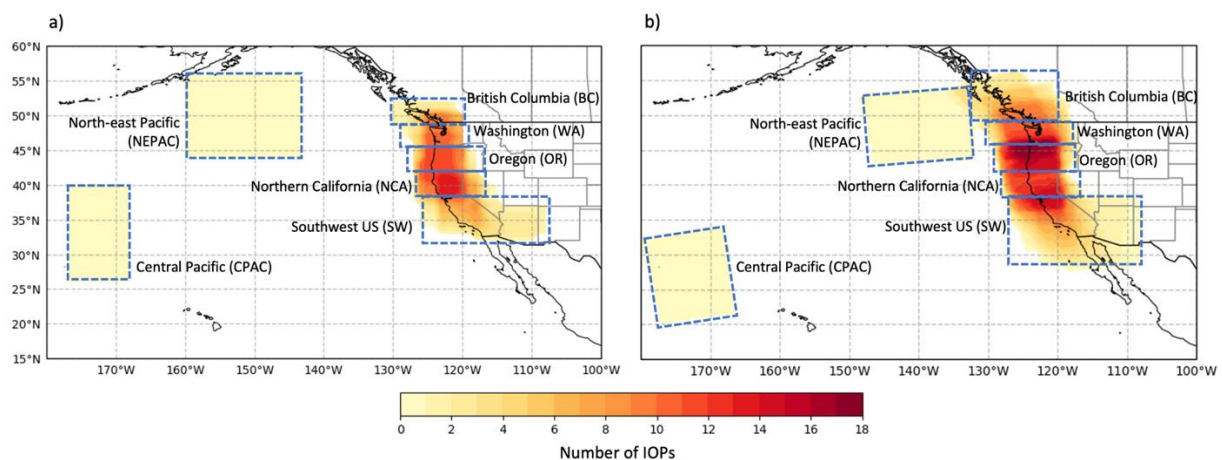 a)
60°N
55°N
50°N
45°N
40°N
35°N
30°N
25°N
20°N
15°N
British Columbia (BC)
Washington (WA)
North-east Pacific
(NEPAC)
Oregon (OR)
Northern California (NCA)
Southwest US (SW)
Central Pacific (CPAC)
170°W 160°W 150°W 140°W 130°W 120°W 110°W 100°W
b)
British Columbia (BC)
North-east Pacific
(NEPAC)
Washington (WA)
Oregon (OR)
Northern California (NCA)
Southwest US (SW)
Central Pacific (CPAC)
170°W 160°W 150°W 140°W 130°W 120°W 110°W 100°W
0 2 4 6 8 10 12 14 16 18
Number of IOPs